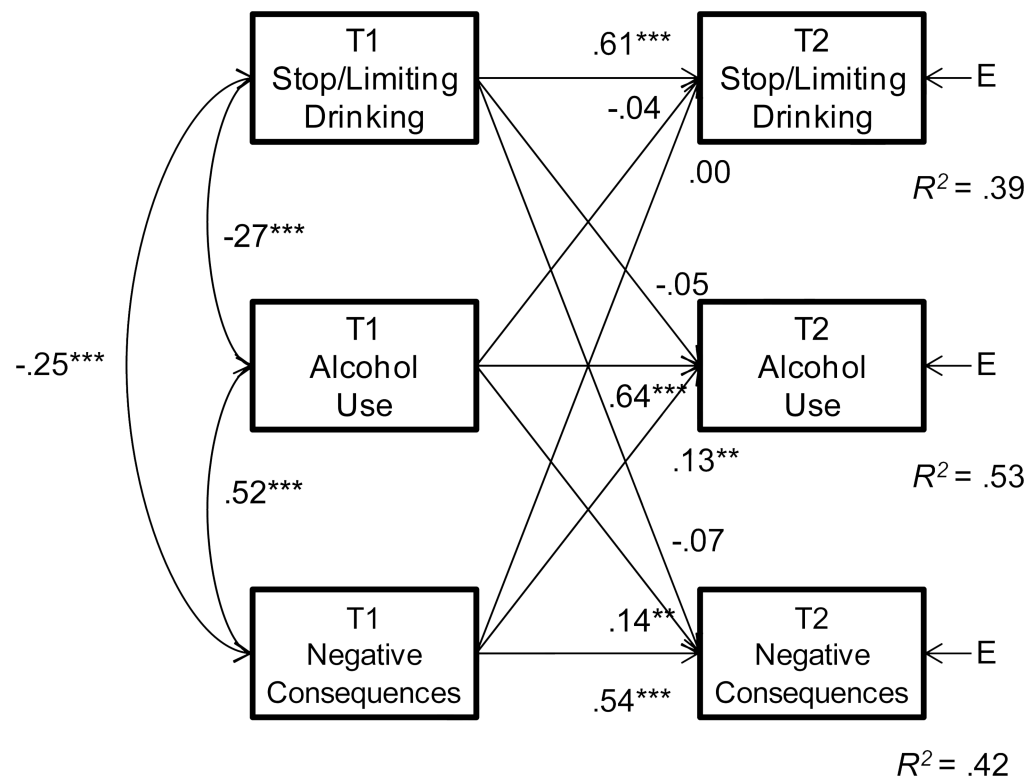 T1
Stop/Limiting
Drinking
.61***
-.04
.00
T2
Stop/Limiting
Drinking
E
R² = .39
-27***
-.25***
T1
Alcohol
Use
-.05
.64***
.13**
T2
Alcohol
Use
E
R² = .53
.52***
T1
Negative
Consequences
-.07
.14**
.54***
T2
Negative
Consequences
E
R² = .42